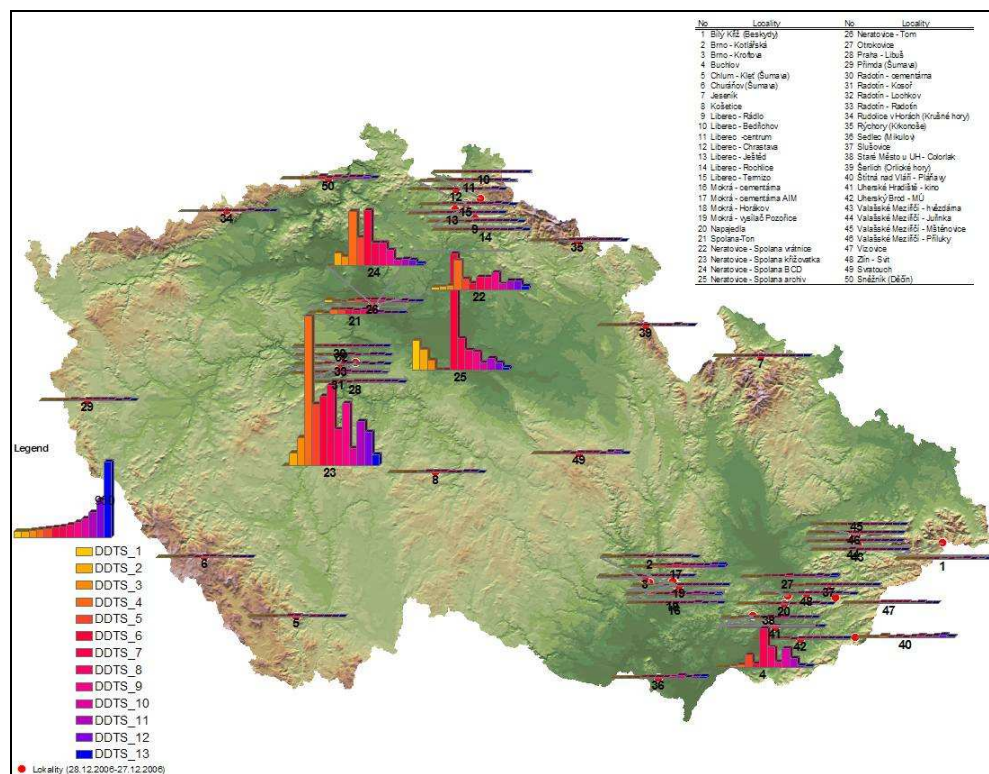 No Locality No. Locality
1 Bílý Kříž (Beskydy) 26 Neratovice - Tom
2 Brno - Kotlářská 27 Otrokovice
3 Brno - Kroftova 28 Praha - Libuš
4 Buchlov 29 Přimda (Šumava)
5 Chlum - Kleť (Šumava) 30 Radotín - cementárna
6 Churáňov (Šumava) 31 Radotín - Kosoř
7 Jeseník 32 Radotín - Lochkov
8 Košetice 33 Radotín - Radotín
9 Liberec - Rádlo 34 Rudolice v Horách (Krušné hory)
10 Liberec - Bedřichov 35 Rýchory (Krkonoše)
11 Liberec -centrum 36 Sedlec (Mikulov)
12 Liberec - Chrastava 37 Slušovice
13 Liberec - Ještěd 38 Staré Město u UH - Colorlak
14 Liberec - Rochlice 39 Šerlich (Orlické hory)
15 Liberec - Termizo 40 Štítná nad Vláří - Pláňavy
16 Mokrá - cementárna 41 Uherské Hradiště - kino
17 Mokrá - cementárna AIM 42 Uherský Brod - MÚ
18 Mokrá - Horákov 43 Valašské Meziříčí - hvězdárna
19 Mokrá - vysílač Pozořice 44 Valašské Meziříčí - Juřinka
20 Napajedla 45 Valašské Meziříčí - Mštěnovice
21 Spolana-Ton 46 Valašské Meziříčí - Příluky
22 Neratovice - Spolana vrátnice 47 Vizovice
23 Neratovice - Spolana křižovatka 48 Zlín - Svit
24 Neratovice - Spolana BCD 49 Svratouch
25 Neratovice - Spolana archiv 50 Sněžník (Děčín)
50
10
11
12
34
13
15
9
14
35
24
22
26
21
39
7
33
31
28
25
29
23
8
49
6
5
2
17
3
19
16
27
37
20
48
47
38
41
42
40
4
36
45
46
44
1
Legend
DDTS_1
DDTS_2
DDTS_3
DDTS_4
DDTS_5
DDTS_6
DDTS_7
DDTS_8
DDTS_9
DDTS_10
DDTS_11
DDTS_12
DDTS_13
Lokality (28.12.2006-27.12.2006)